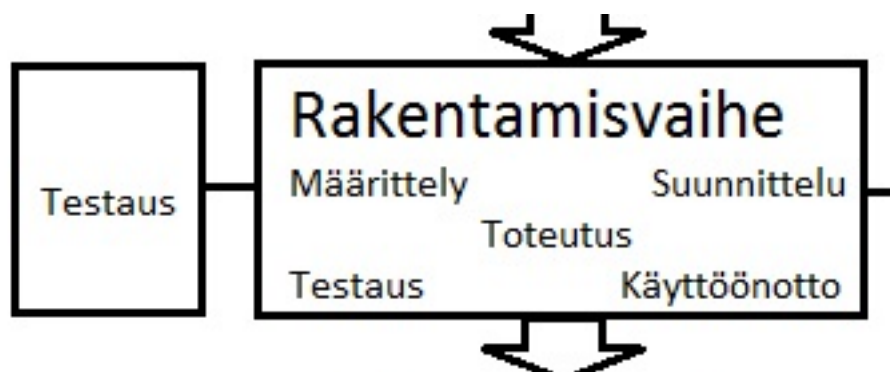 Testaus
Rakentamisvaihe
Määrittely Suunnittelu
Toteutus
Testaus Käyttöönotto